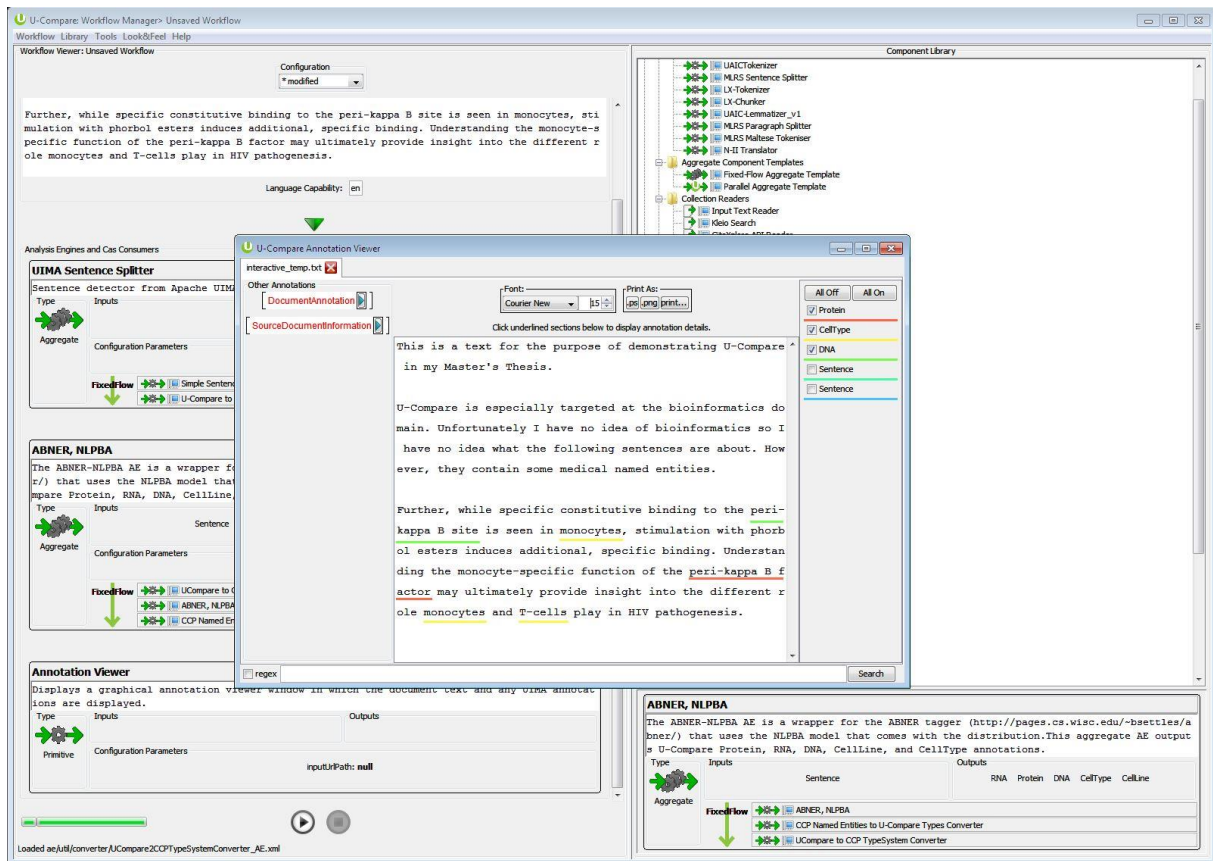 U-Compare: Workflow Manager> Unsaved Workflow
Workflow Library Tools Look&Feel Help
Workflow Viewer: Unsaved Workflow
Configuration
* modified
Further, while specific constitutive binding to the peri-kappa B site is seen in monocytes, sti
mulation with phorbol esters induces additional, specific binding. Understanding the monocyte-s
pecific function of the peri-kappa B factor may ultimately provide insight into the different r
ole monocytes and T-cells play in HIV pathogenesis.
Language Capability: en
Analysis Engines and Cas Consumers
UIMA Sentence Splitter
Sentence detector from Apache UIMA
Type
Inputs
Aggregate
Configuration Parameters
FixedFlow
Simple Sentenc
U-Compare to
ABNER, NLPBA
The ABNER-NLPBA AE is a wrapper fo
r/) that uses the NLPBA model that
mpare Protein, RNA, DNA, CellLine,
Type
Inputs
Sentence
Aggregate
Configuration Parameters
FixedFlow
UCompare to C
ABNER, NLPBA
CCP Named En
Annotation Viewer
Displays a graphical annotation viewer window in which the document text and any UIMA annotat
ions are displayed.
Type
Inputs
Outputs
Primitive
Configuration Parameters
inputUrlPath: null
Loaded ae/util/converter/UCompare2CCPTypeSystemConverter_AE.xml
Component Library
UAICTokenizer
MLRS Sentence Splitter
LX-Tokenizer
LX-Chunker
UAIC-Lemmatizer_v1
MLRS Paragraph Splitter
MLRS Maltese Tokeniser
N-II Translator
Aggregate Component Templates
Fixed-Flow Aggregate Template
Parallel Aggregate Template
Collection Readers
Input Text Reader
Kleio Search
U-Compare Annotation Viewer
interactive_temp.txt
Other Annotations
[ DocumentAnnotation ]
[ SourceDocumentInformation ]
Font:
Courier New
15
Print As:
.ps .png print...
Click underlined sections below to display annotation details.
This is a text for the purpose of demonstrating U-Compare
in my Master's Thesis.
U-Compare is especially targeted at the bioinformatics do
main. Unfortunately I have no idea of bioinformatics so I
have no idea what the following sentences are about. How
ever, they contain some medical named entities.
Further, while specific constitutive binding to the peri-
kappa B site is seen in monocytes, stimulation with phorb
ol esters induces additional, specific binding. Understan
ding the monocyte-specific function of the peri-kappa B f
actor may ultimately provide insight into the different r
ole monocytes and T-cells play in HIV pathogenesis.
All Off
All On
Protein
CellType
DNA
Sentence
Sentence
regex
Search
ABNER, NLPBA
The ABNER-NLPBA AE is a wrapper for the ABNER tagger (http://pages.cs.wisc.edu/~bsettles/a
bner/) that uses the NLPBA model that comes with the distribution.This aggregate AE output
s U-Compare Protein, RNA, DNA, CellLine, and CellType annotations.
Type
Inputs
Outputs
Sentence
RNA Protein DNA CellType CellLine
Aggregate
FixedFlow
ABNER, NLPBA
CCP Named Entities to U-Compare Types Converter
UCompare to CCP TypeSystem Converter